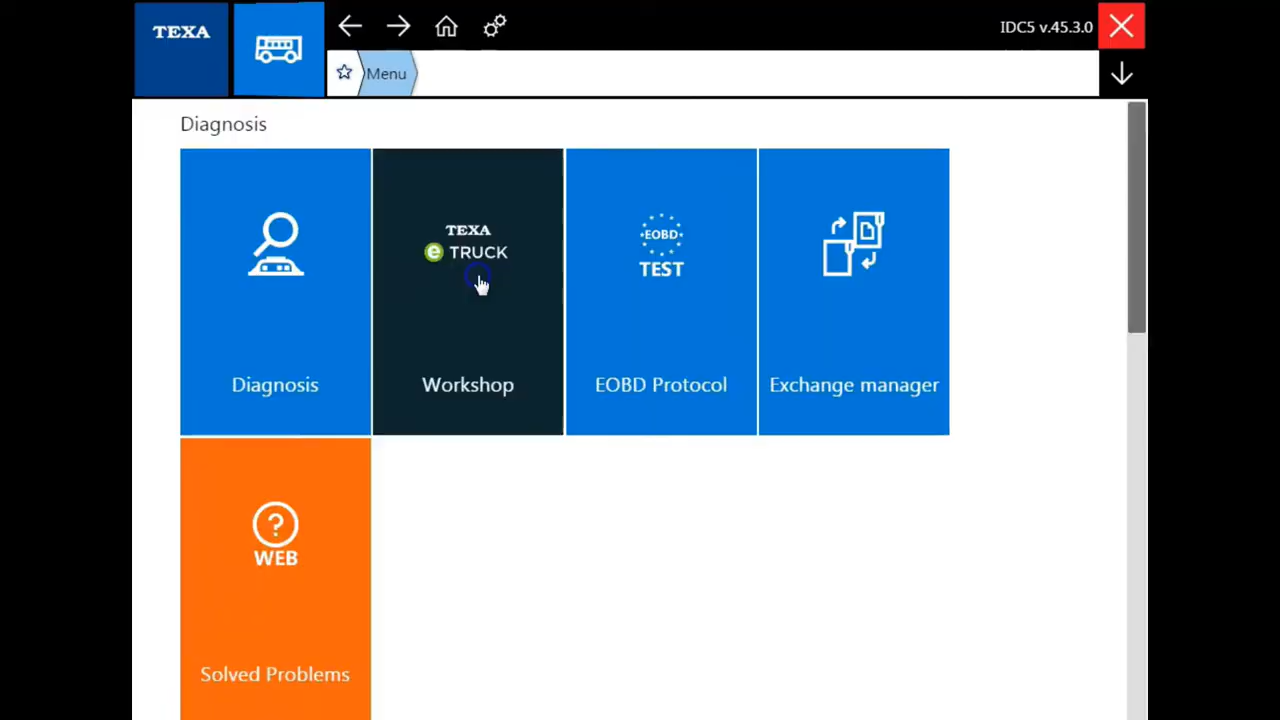 TEXA
IDC5 v.45.3.0
Menu
Diagnosis
TEXA
e TRUCK
EOBD
TEST
Diagnosis
Workshop
EOBD Protocol
Exchange manager
?
WEB
Solved Problems